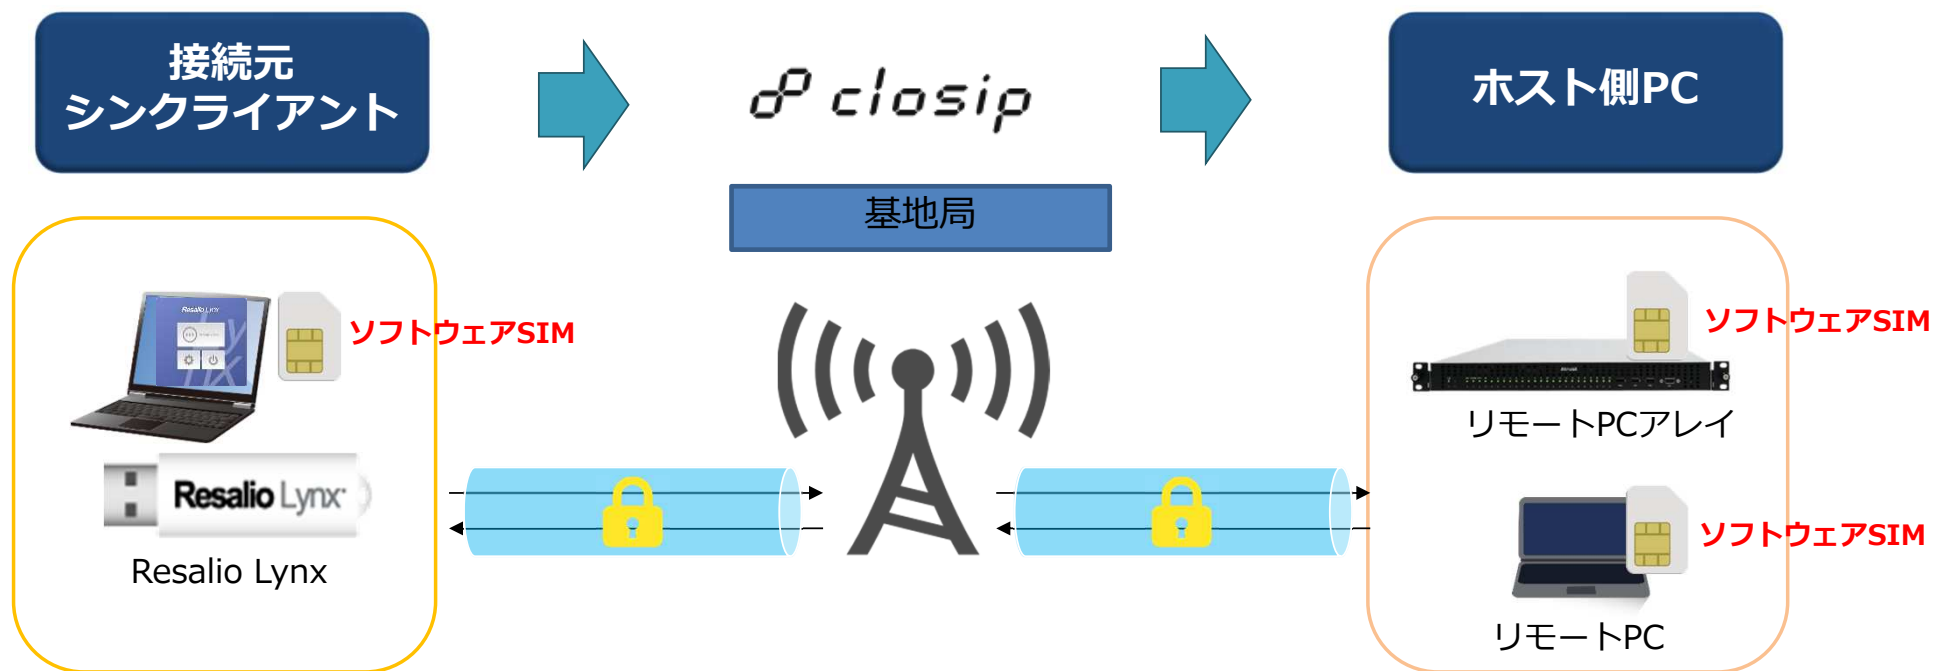 接続元
シンクライアント
closip
ホスト側PC
基地局
Resalio Lynx
ソフトウェアSIM
ソフトウェアSIM
リモートPCアレイ
Resalio Lynx
Resalio Lynx
ソフトウェアSIM
リモートPC